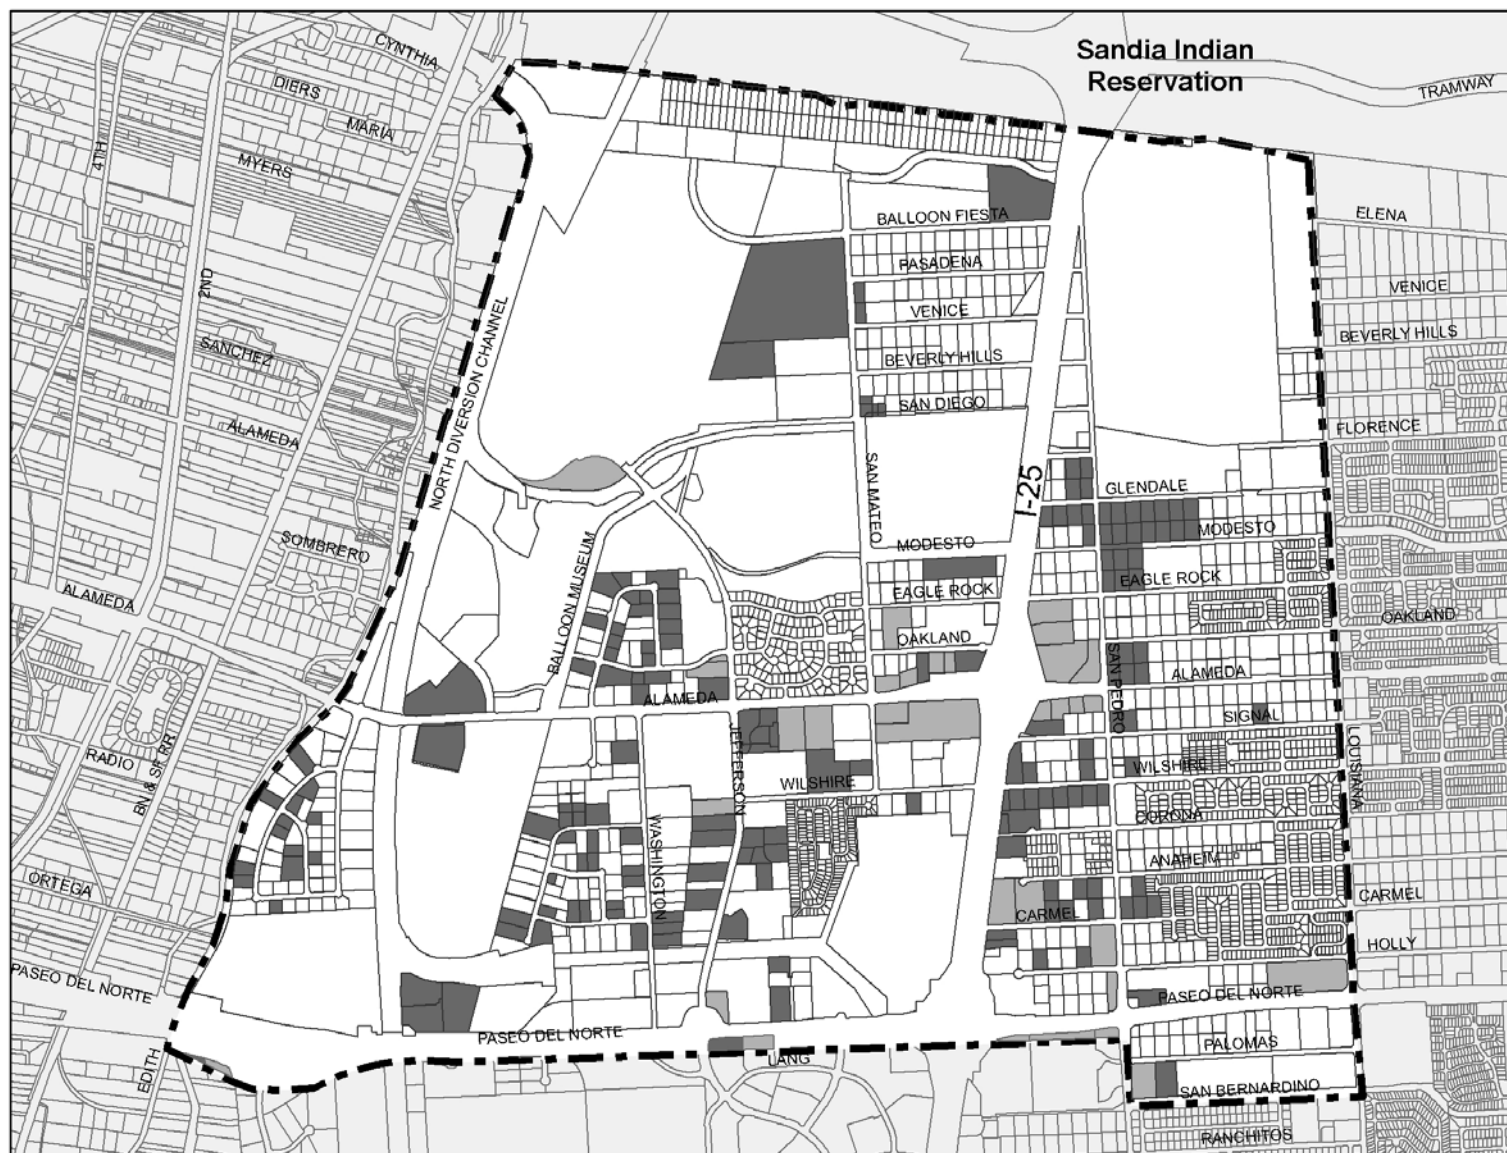 Sandia Indian
Reservation
TRAMWAY
CYNTHIA
DIERS
MARIA
4TH
MYERS
2ND
ELENA
BALLOON FIESTA
PASADENA
VENICE
VENICE
BEVERLY HILLS
BEVERLY HILLS
SANCHEZ
NORTH DIVERSION CHANNEL
SAN DIEGO
ALAMEDA
FLORENCE
SAN MATEO
I-25
GLENDALE
MODESTO
MODESTO
SOMBRERO
BALLOON MUSEUM
EAGLE ROCK
EAGLE ROCK
ALAMEDA
OAKLAND
OAKLAND
SAN PEDRO
ALAMEDA
ALAMEDA
SIGNAL
JEFFERSON
LOUISIANA
RADIO
BN & SF RR
WILSHIRE
WILSHIRE
CORONA
WASHINGTON
ANAHEIM
ORTEGA
CARMEL
CARMEL
HOLLY
PASEO DEL NORTE
PASEO DEL NORTE
PASEO DEL NORTE
PALOMAS
LANG
EDITH
SAN BERNARDINO
RANCHITOS